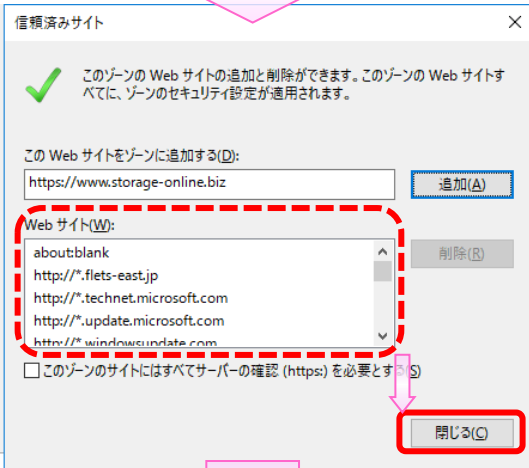 信頼済みサイト
このゾーンの Web サイトの追加と削除ができます。このゾーンの Web サイトす
べてに、ゾーンのセキュリティ設定が適用されます。
この Web サイトをゾーンに追加する(D):
https://www.storage-online.biz
追加(A)
Web サイト(W):
about:blank
http://*.flets-east.jp
http://*.technet.microsoft.com
http://*.update.microsoft.com
http://*.windowsupdate.com
削除(R)
このゾーンのサイトにはすべてサーバーの確認 (https:) を必要とする(S)
閉じる(C)